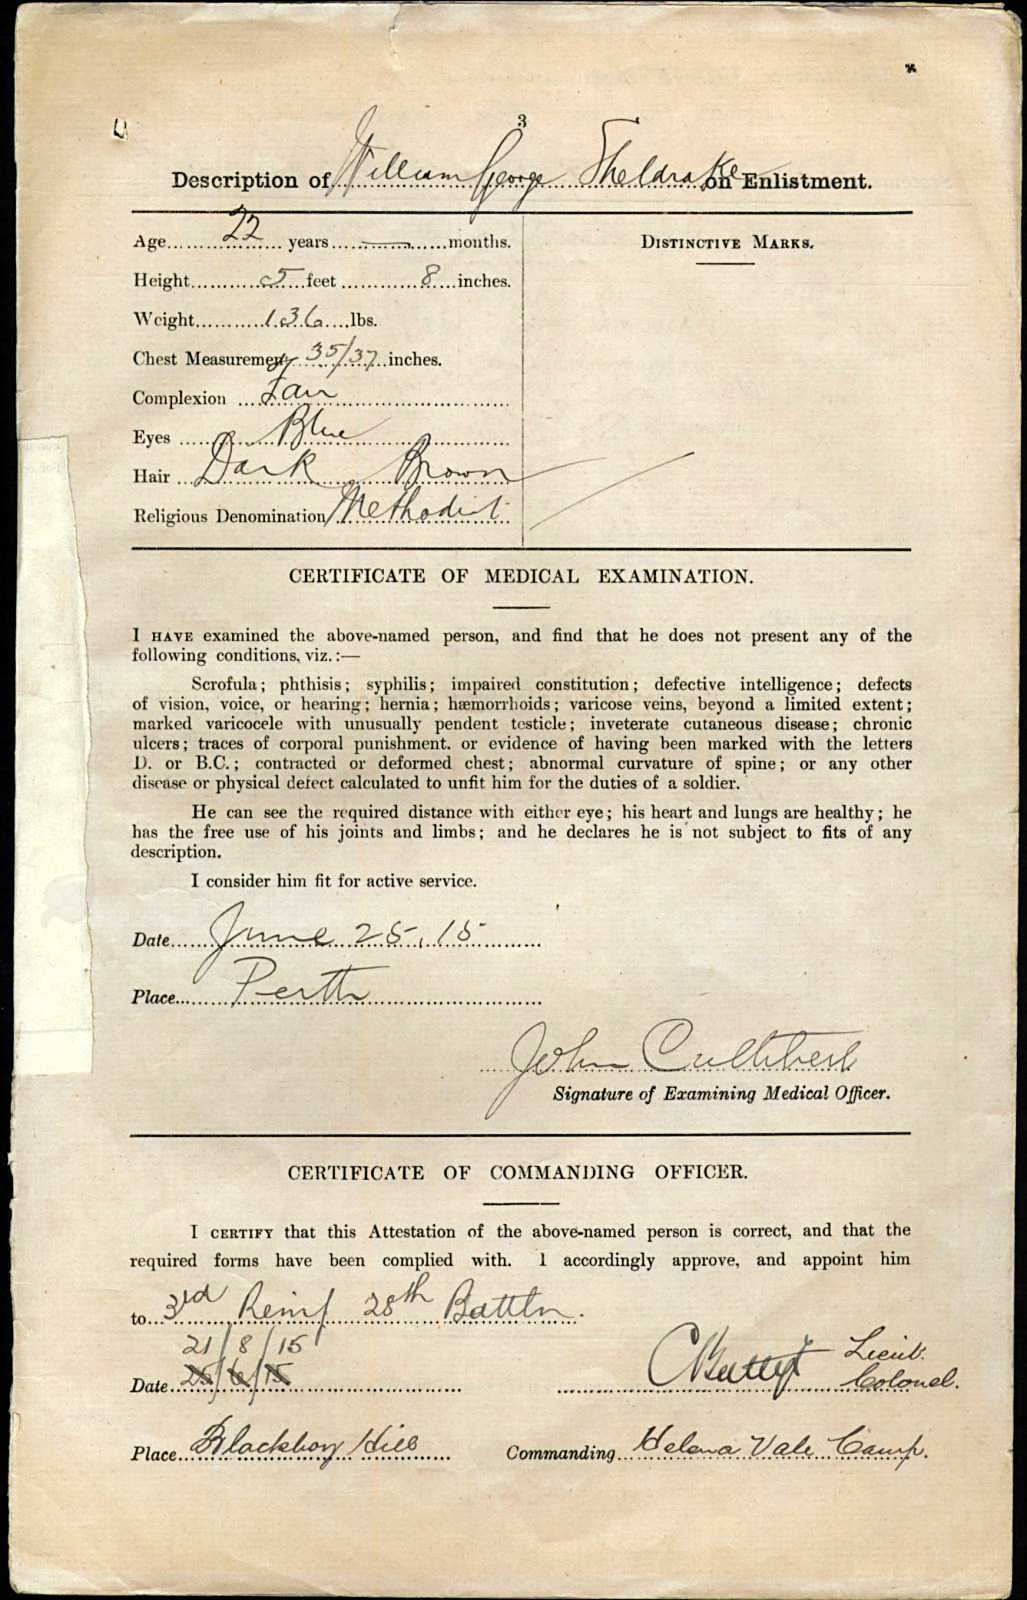 3
Description of William George Sheldrake on Enlistment.
Age 22 years — months.
Height 5 feet 8 inches.
Weight 136 lbs.
Chest Measurement 35/37 inches.
Complexion Fair
Eyes Blue
Hair Dark Brown
Religious Denomination Methodist
DISTINCTIVE MARKS.
CERTIFICATE OF MEDICAL EXAMINATION.
I HAVE examined the above-named person, and find that he does not present any of the
following conditions, viz.:—
Scrofula; phthisis; syphilis; impaired constitution; defective intelligence; defects
of vision, voice, or hearing; hernia; hæmorrhoids; varicose veins, beyond a limited extent;
marked varicocele with unusually pendent testicle; inveterate cutaneous disease; chronic
ulcers; traces of corporal punishment. or evidence of having been marked with the letters
D. or B.C.; contracted or deformed chest; abnormal curvature of spine; or any other
disease or physical defect calculated to unfit him for the duties of a soldier.
He can see the required distance with either eye; his heart and lungs are healthy; he
has the free use of his joints and limbs; and he declares he is not subject to fits of any
description.
I consider him fit for active service.
Date June 25, 15
Place Perth
John Cuthbert
Signature of Examining Medical Officer.
CERTIFICATE OF COMMANDING OFFICER.
I CERTIFY that this Attestation of the above-named person is correct, and that the
required forms have been complied with. I accordingly approve, and appoint him
to 3rd Reinf 28th Battln.
21/8/15
Date 25/6/15
Lieut.
Colonel.
Place Blackboy Hill
Commanding Helena Vale Camp.